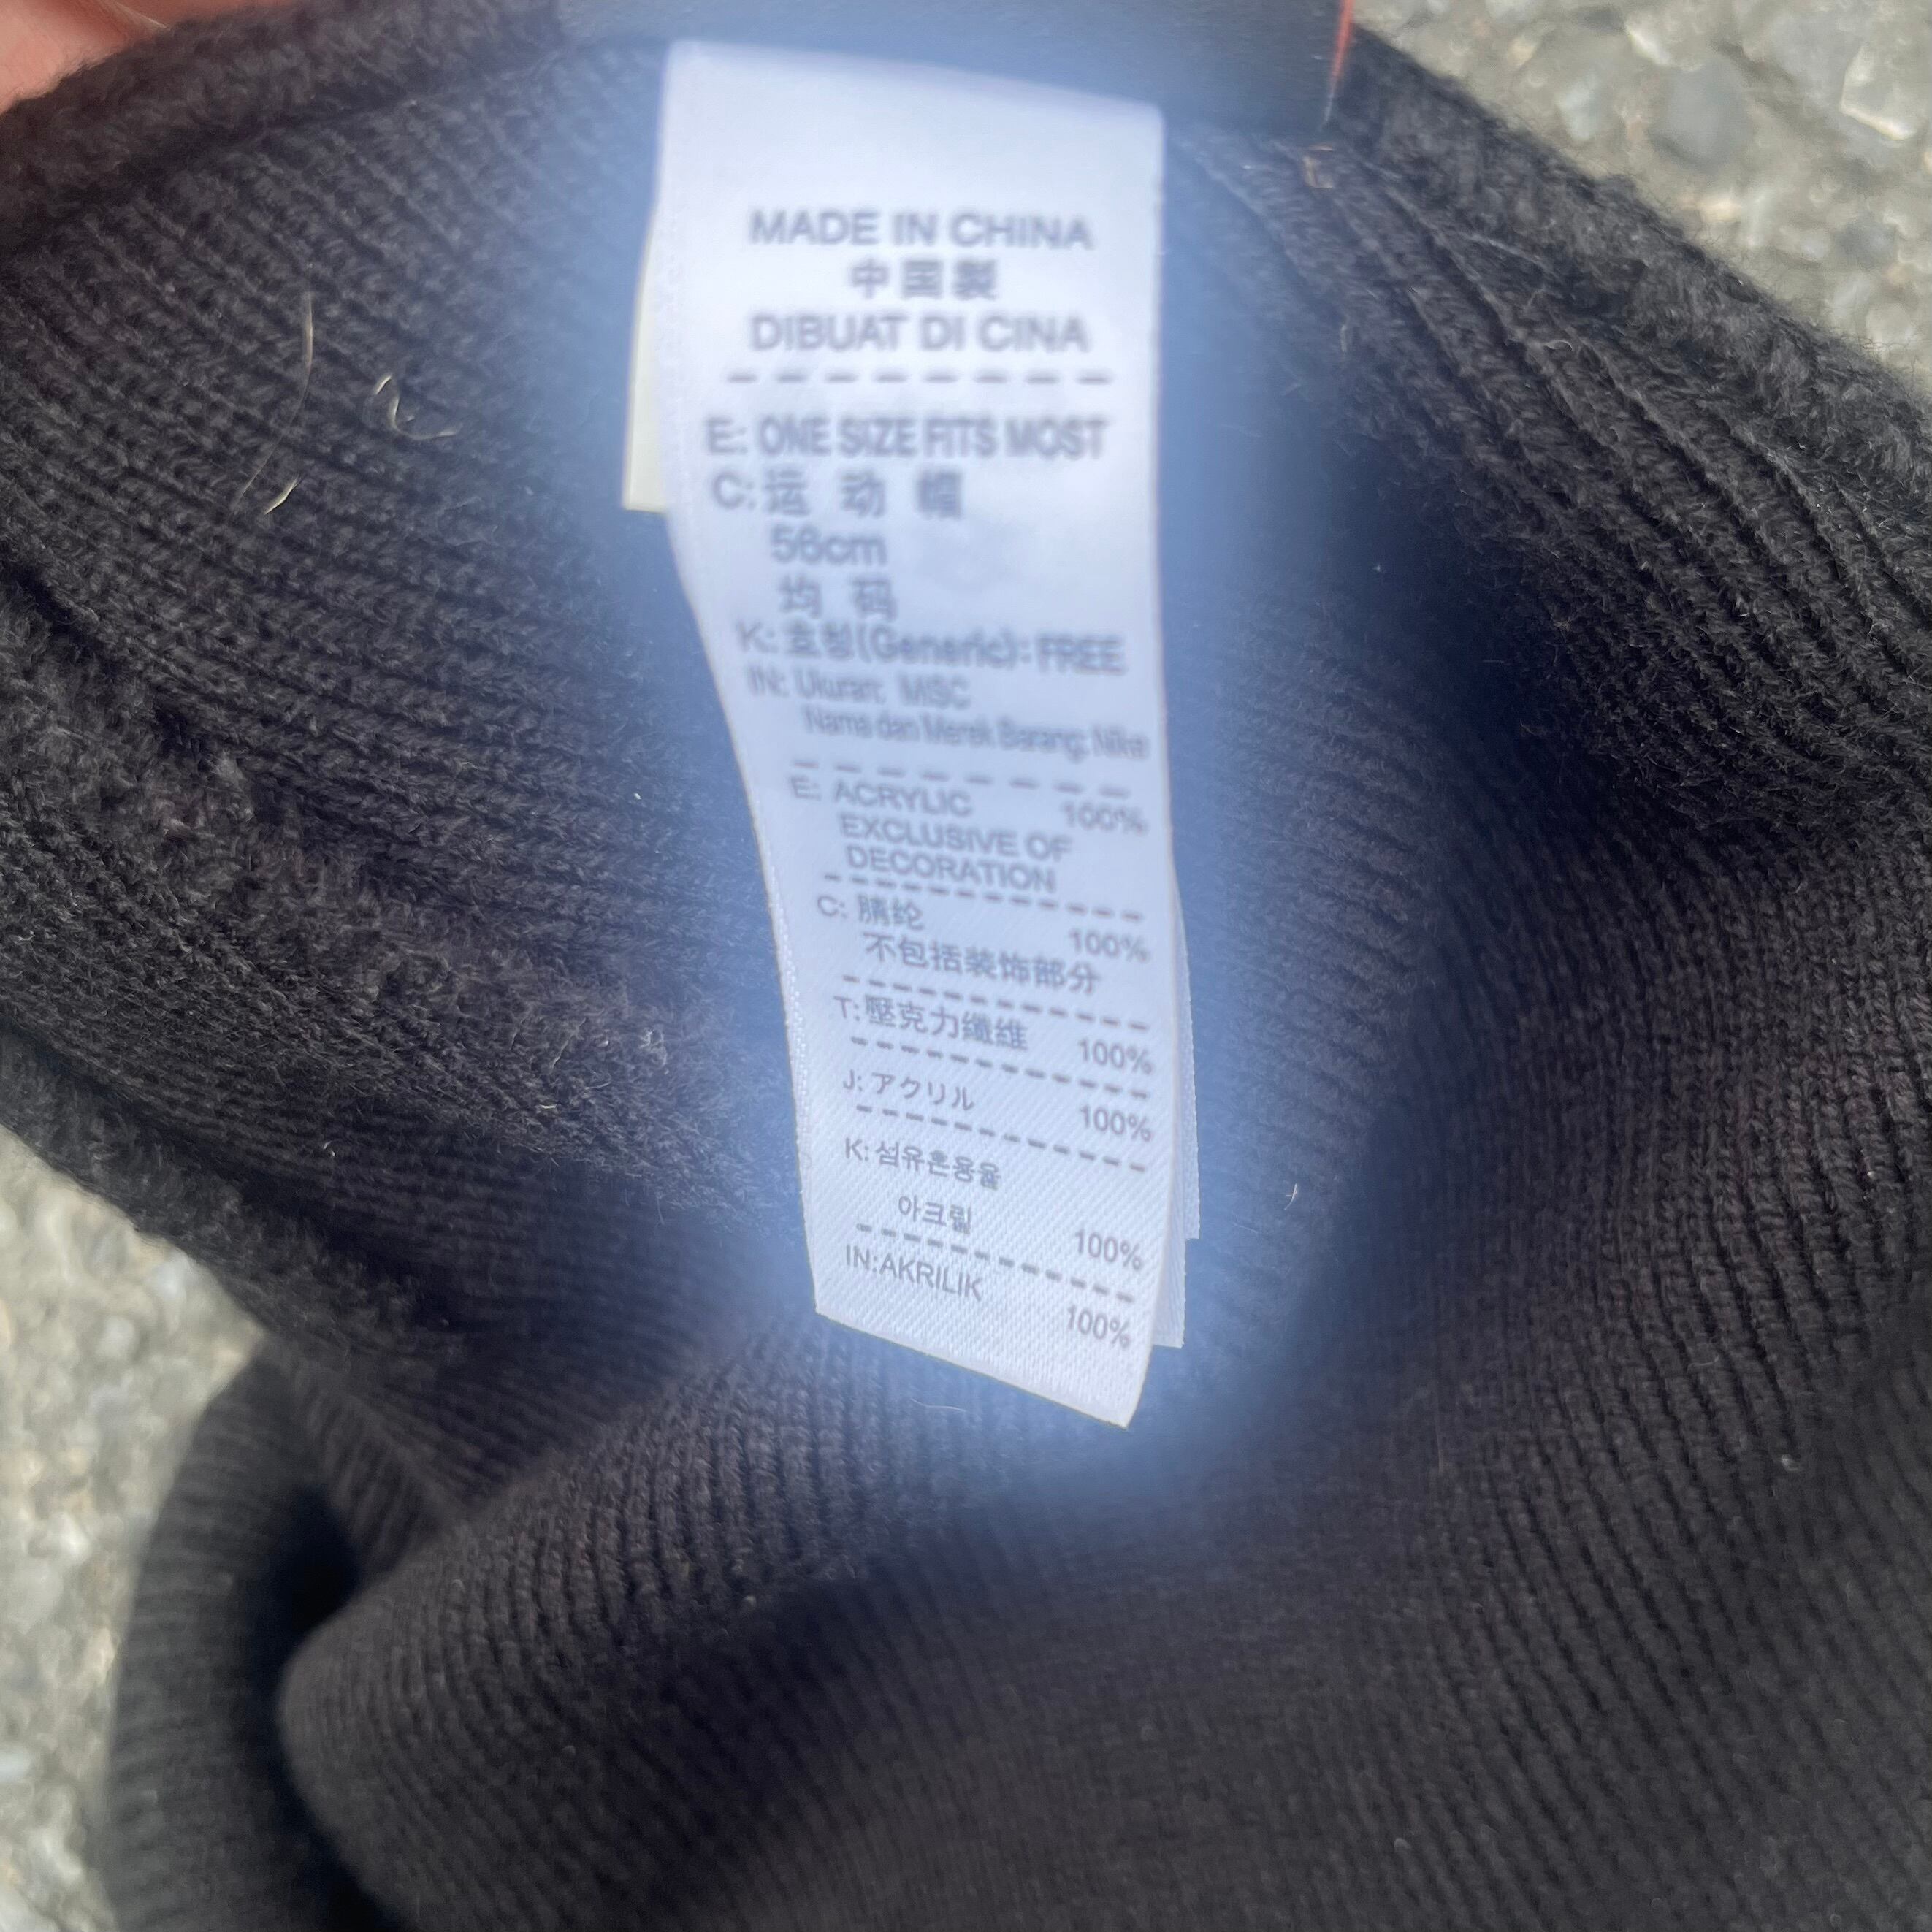 MADE IN CHINA
中国製
DIBUAT DI CINA
E: ONE SIZE FITS MOST
C: 运 动 帽
56cm
均 码
K: 호칭(Generic): FREE
IN: Ukuran: MSC
Nama dan Merek Barang: Nike
E: ACRYLIC 100%
EXCLUSIVE OF
DECORATION
C: 腈纶 100%
不包括装饰部分
T: 壓克力纖維 100%
J: アクリル 100%
K: 섬유혼용율
아크릴 100%
IN:AKRILIK 100%